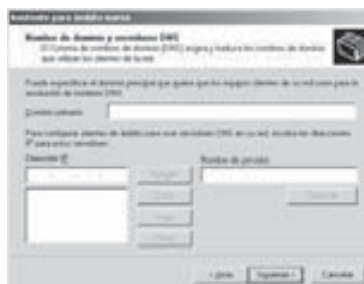 Asistente para ámbito nuevo
Nombre de dominio y servidores DNS
El Sistema de nombres de dominio (DNS) asigna y traduce los nombres de dominio
que utilizan los clientes de su red.
Puede especificar el dominio principal que quiere que los equipos clientes de su red usen para la
resolución de nombres DNS.
Dominio primario:
Para configurar clientes de ámbito para usar servidores DNS en su red, escriba las direcciones
IP para estos servidores.
Nombre de servidor:
Dirección IP:
Agregar
Resolver
Quitar
Arriba
Abajo
< Atrás
Siguiente >
Cancelar